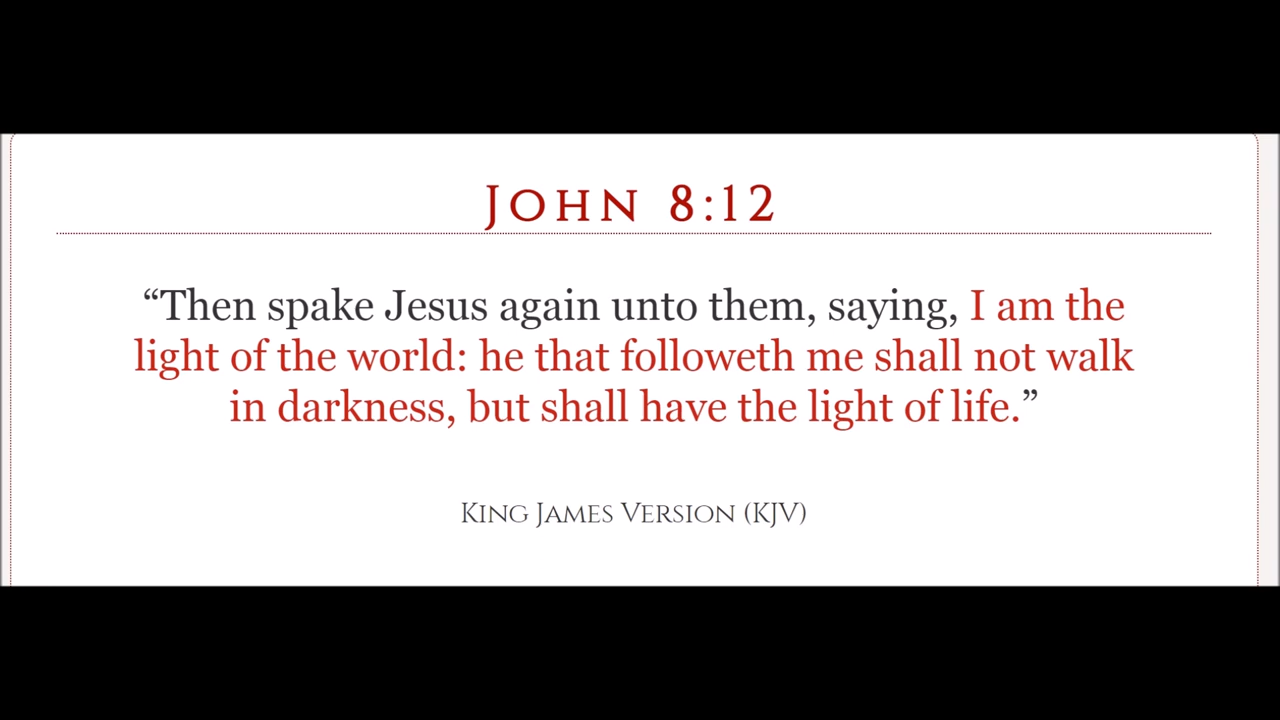 John 8:12
“Then spake Jesus again unto them, saying, I am the
light of the world: he that followeth me shall not walk
in darkness, but shall have the light of life.”
King James Version (KJV)